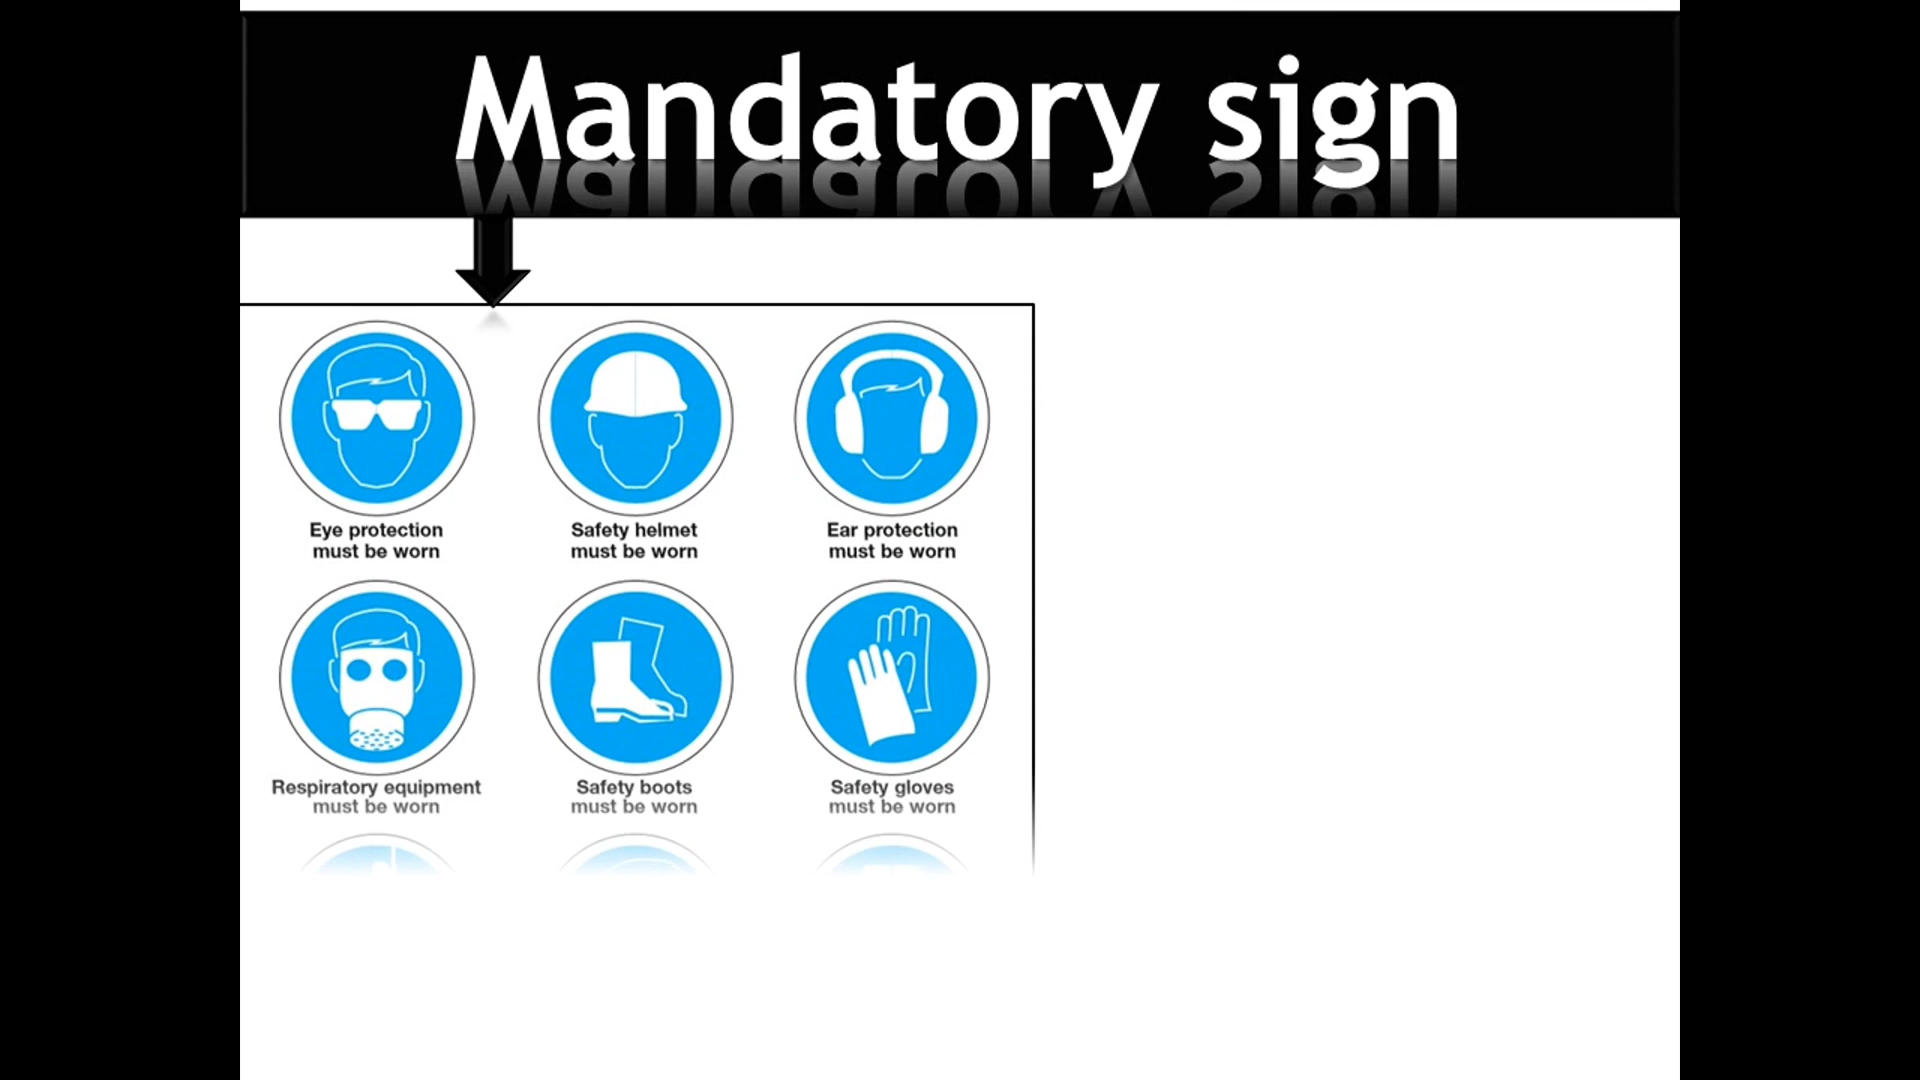 Mandatory sign
Eye protection
must be worn
Safety helmet
must be worn
Ear protection
must be worn
Respiratory equipment
must be worn
Safety boots
must be worn
Safety gloves
must be worn